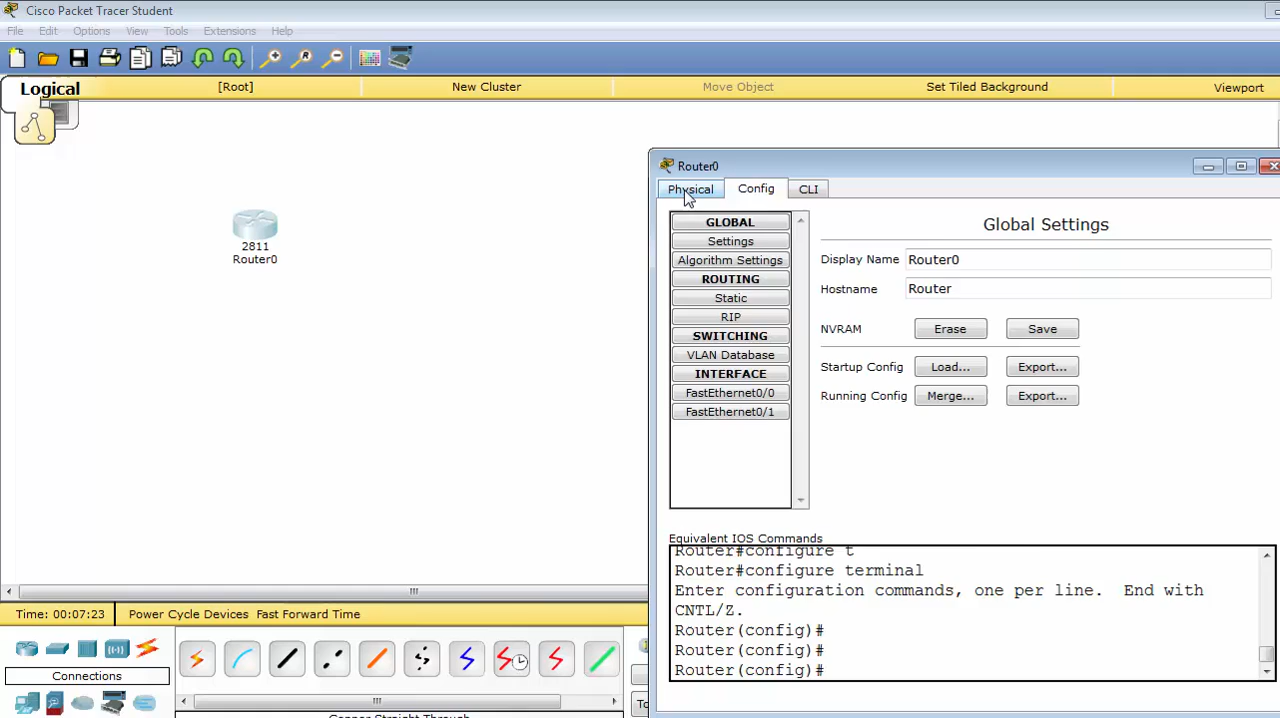 Cisco Packet Tracer Student
File Edit Options View Tools Extensions Help
Logical [Root] New Cluster Move Object Set Tiled Background Viewport
2811
Router0
Router0
Physical Config CLI
GLOBAL
Settings
Algorithm Settings
ROUTING
Static
RIP
SWITCHING
VLAN Database
INTERFACE
FastEthernet0/0
FastEthernet0/1
Global Settings
Display Name Router0
Hostname Router
NVRAM Erase Save
Startup Config Load... Export...
Running Config Merge... Export...
Equivalent IOS Commands
Router#configure t
Router#configure terminal
Enter configuration commands, one per line. End with
CNTL/Z.
Router(config)#
Router(config)#
Router(config)#
Time: 00:07:23 Power Cycle Devices Fast Forward Time
Connections
Copper Straight-Through